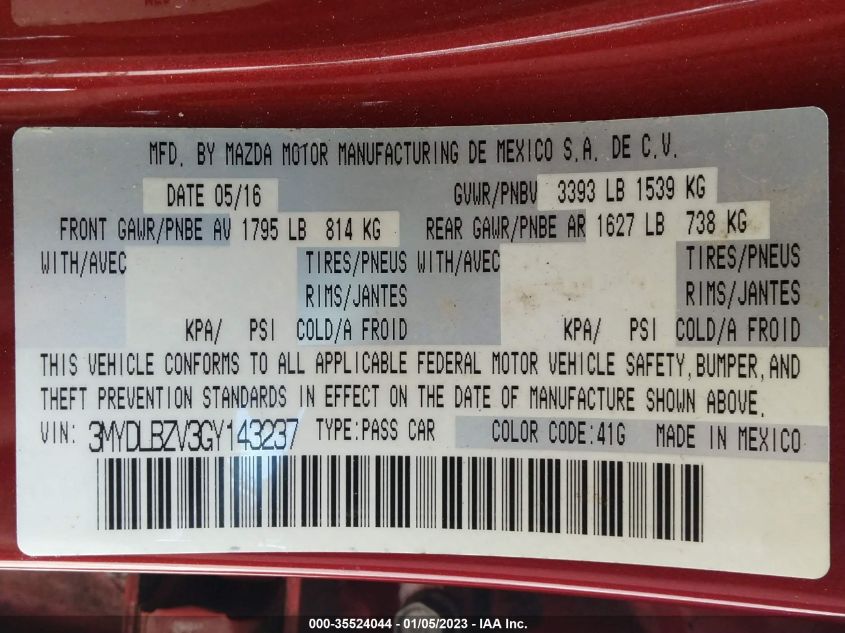 MFD. BY MAZDA MOTOR MANUFACTURING DE MEXICO S.A. DE C.V.
DATE 05/16 GVWR/PNBV 3393 LB 1539 KG
FRONT GAWR/PNBE AV 1795 LB 814 KG REAR GAWR/PNBE AR 1627 LB 738 KG
WITH/AVEC TIRES/PNEUS WITH/AVEC TIRES/PNEUS
RIMS/JANTES RIMS/JANTES
KPA/ PSI COLD/A FROID KPA/ PSI COLD/A FROID
THIS VEHICLE CONFORMS TO ALL APPLICABLE FEDERAL MOTOR VEHICLE SAFETY, BUMPER, AND
THEFT PREVENTION STANDARDS IN EFFECT ON THE DATE OF MANUFACTURE SHOWN ABOVE.
VIN: 3MYDLBZV3GY143237 TYPE:PASS CAR COLOR CODE:41G MADE IN MEXICO
000-35524044 - 01/05/2023 - IAA Inc.